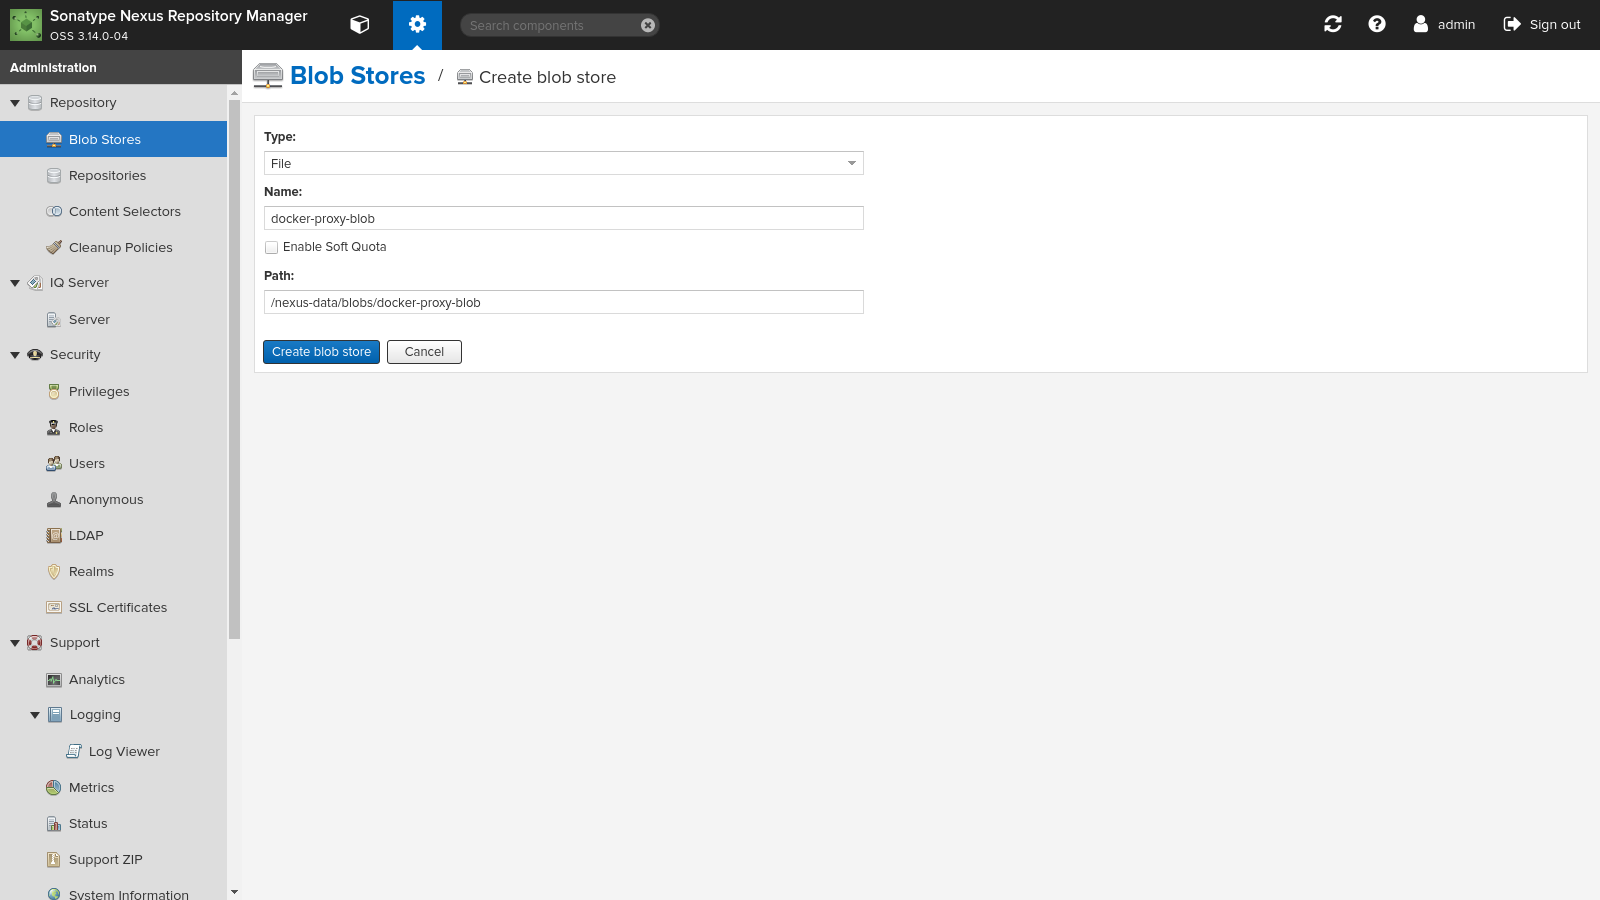 Sonatype Nexus Repository Manager
OSS 3.14.0-04
Search components
admin
Sign out
Administration
Repository
Blob Stores
Repositories
Content Selectors
Cleanup Policies
IQ Server
Server
Security
Privileges
Roles
Users
Anonymous
LDAP
Realms
SSL Certificates
Support
Analytics
Logging
Log Viewer
Metrics
Status
Support ZIP
System Information
Blob Stores / Create blob store
Type:
File
Name:
docker-proxy-blob
Enable Soft Quota
Path:
/nexus-data/blobs/docker-proxy-blob
Create blob store
Cancel